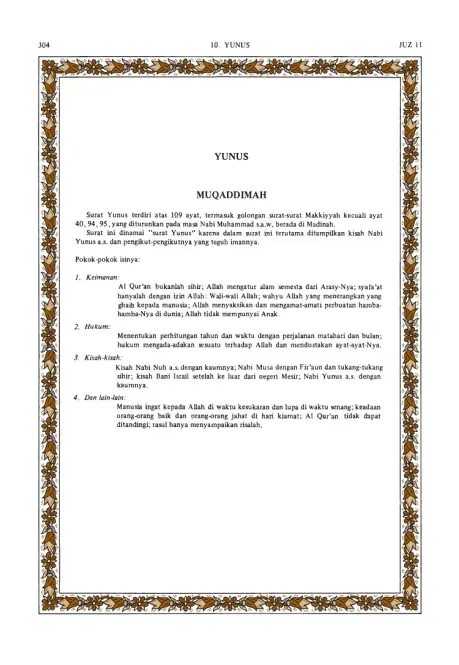 304 10. YUNUS JUZ 11
YUNUS
MUQADDIMAH
Surat Yunus terdiri atas 109 ayat, termasuk golongan surat-surat Makkiyyah kecuali ayat
40, 94, 95, yang diturunkan pada masa Nabi Muhammad s.a.w. berada di Madinah.
Surat ini dinamai "surat Yunus" karena dalam surat ini terutama ditampilkan kisah Nabi
Yunus a.s. dan pengikut-pengikutnya yang teguh imannya.
Pokok-pokok isinya:
1. Keimanan:
Al Qur'an bukanlah sihir; Allah mengatur alam semesta dari Arasy-Nya; syafa'at
hanyalah dengan izin Allah: Wali-wali Allah; wahyu Allah yang menerangkan yang
ghaib kepada manusia; Allah menyaksikan dan mengamat-amati perbuatan hamba-
hamba-Nya di dunia; Allah tidak mempunyai Anak.
2. Hukum:
Menentukan perhitungan tahun dan waktu dengan perjalanan matahari dan bulan;
hukum mengada-adakan sesuatu terhadap Allah dan mendustakan ayat-ayat-Nya.
3. Kisah-kisah:
Kisah Nabi Nuh a.s. dengan kaumnya; Nabi Musa dengan Fir'aun dan tukang-tukang
sihir; kisah Bani Israil setelah ke luar dari negeri Mesir; Nabi Yunus a.s. dengan
kaumnya.
4. Dan lain-lain:
Manusia ingat kepada Allah di waktu kesukaran dan lupa di waktu senang; keadaan
orang-orang baik dan orang-orang jahat di hari kiamat; Al Qur'an tidak dapat
ditandingi; rasul hanya menyampaikan risalah.